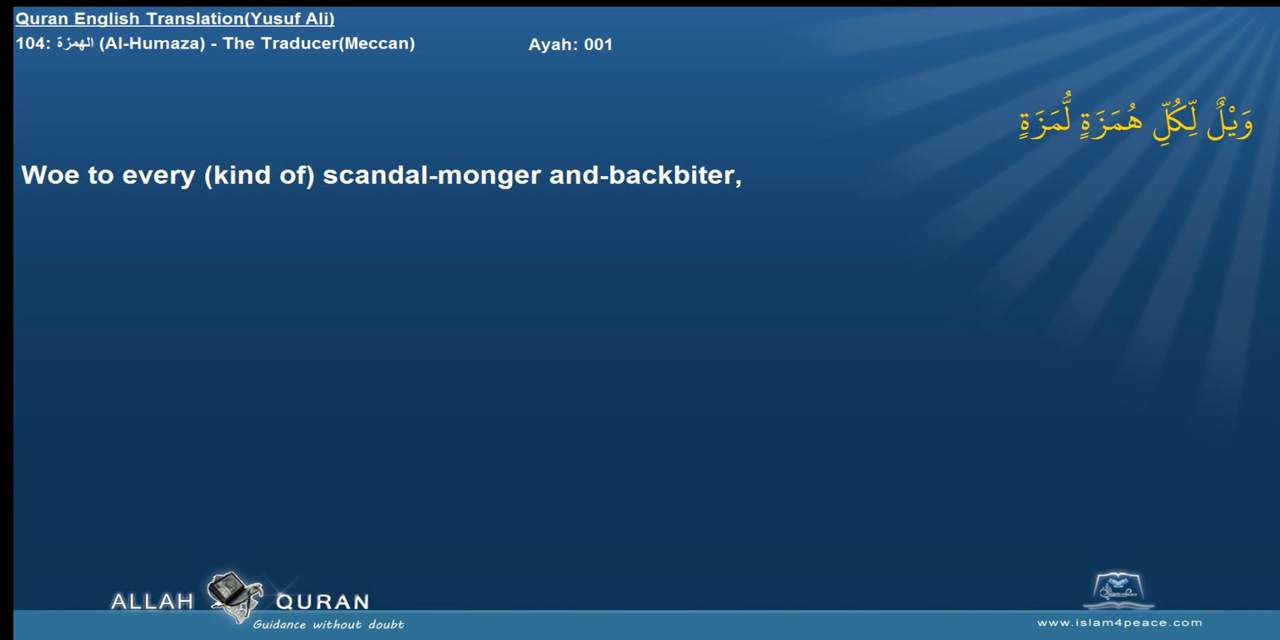 Quran English Translation(Yusuf Ali)
104: الهمزة (Al-Humaza) - The Traducer(Meccan) Ayah: 001
وَيْلٌ لِّكُلِّ هُمَزَةٍ لُّمَزَةٍ
Woe to every (kind of) scandal-monger and-backbiter,
ALLAH QURAN
Guidance without doubt
www.islam4peace.com